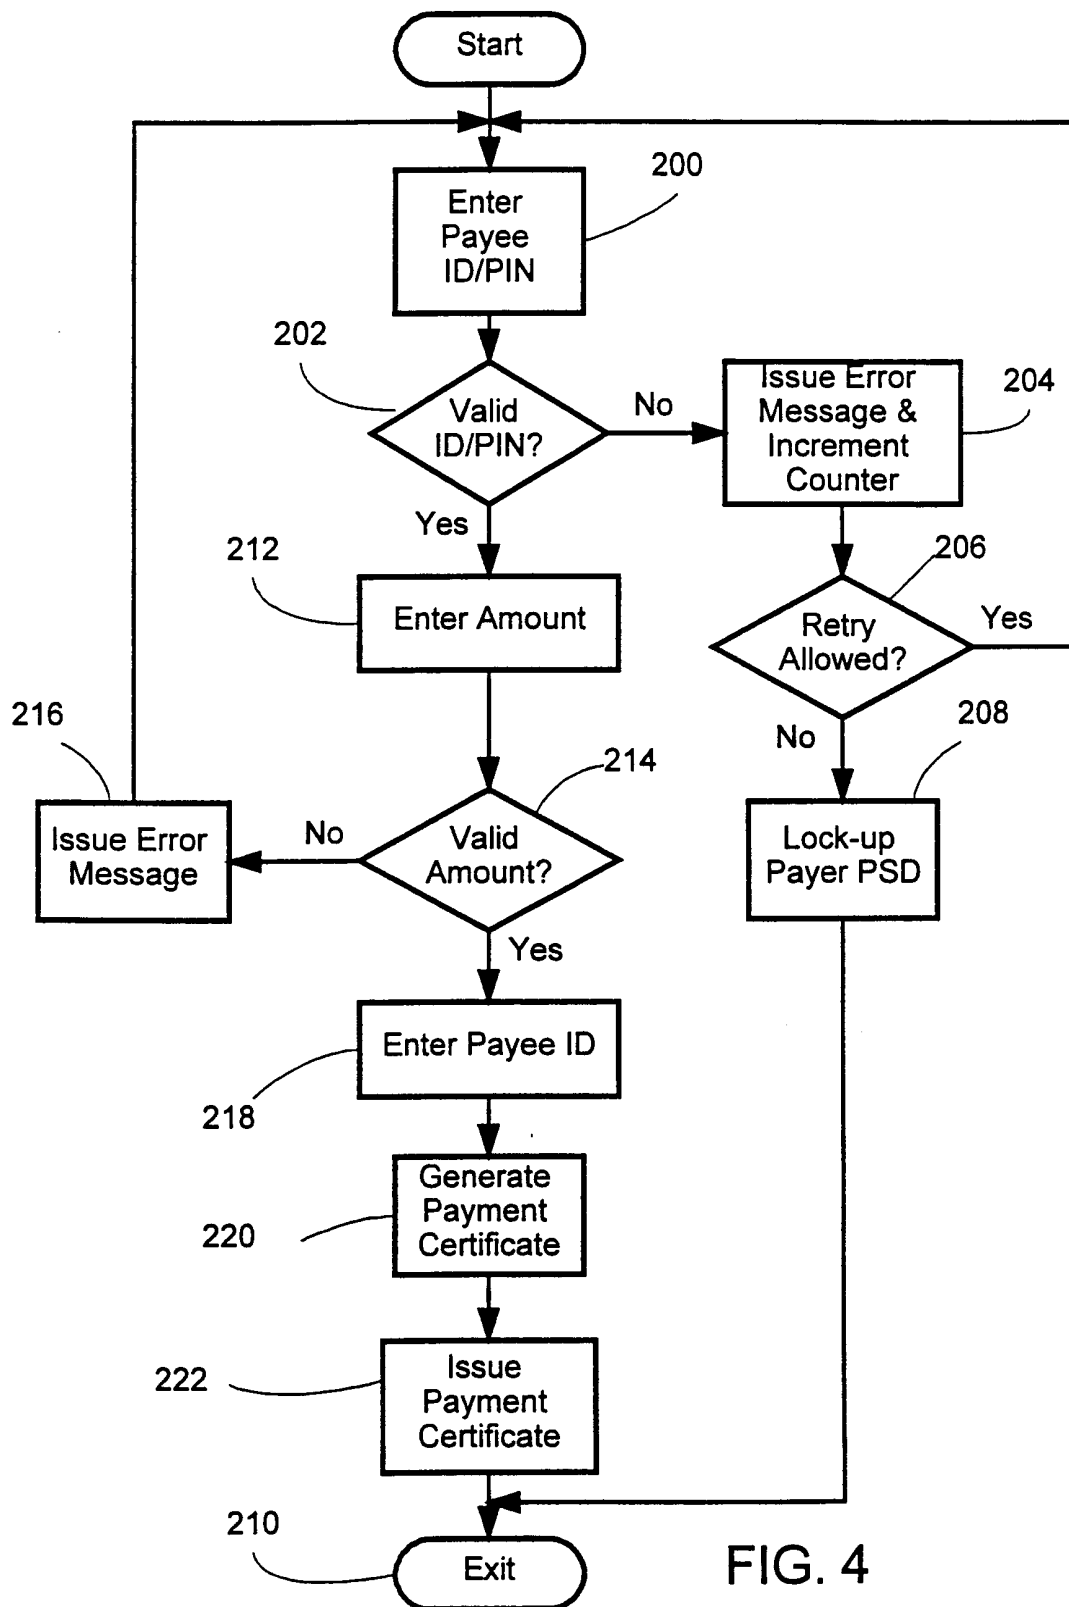 Start
200
Enter
Payee
ID/PIN
202
Valid
ID/PIN?
No
Issue Error
Message &
Increment
Counter
204
Yes
212
Enter Amount
206
Retry
Allowed?
Yes
216
Issue Error
Message
No
214
Valid
Amount?
No
208
Lock-up
Payer PSD
Yes
Enter Payee ID
218
Generate
Payment
Certificate
220
Issue
Payment
Certificate
222
210
Exit
FIG. 4